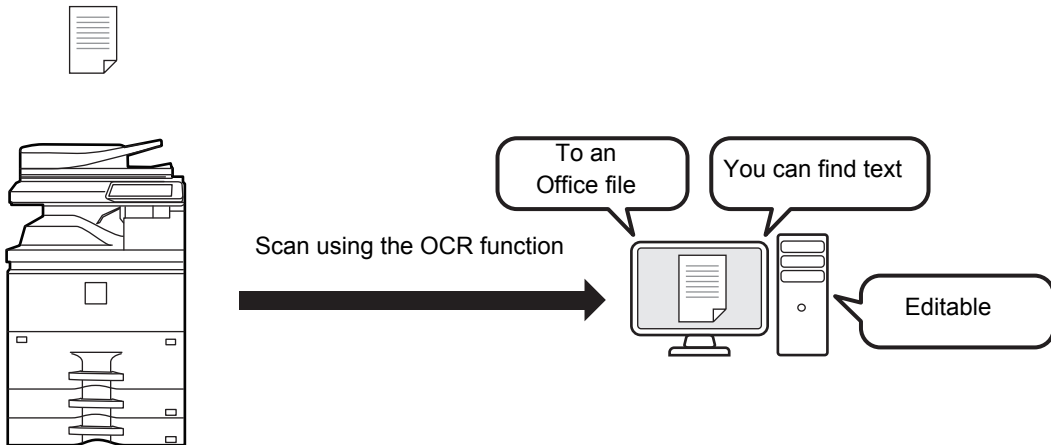 To an
Office file
You can find text
Scan using the OCR function
Editable